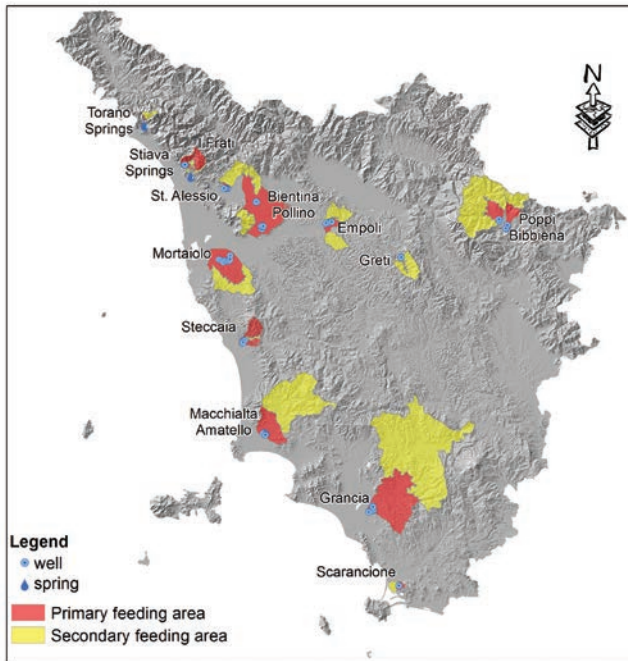 N
Torano
Springs
Frati
Stiava
Springs
St. Alessio
Bientina
Pollino
Empoli
Poppi
Bibbiena
Greti
Mortaiolo
Steccaia
Macchialta
Amatello
Grancia
Scarancione
Legend
well
spring
Primary feeding area
Secondary feeding area